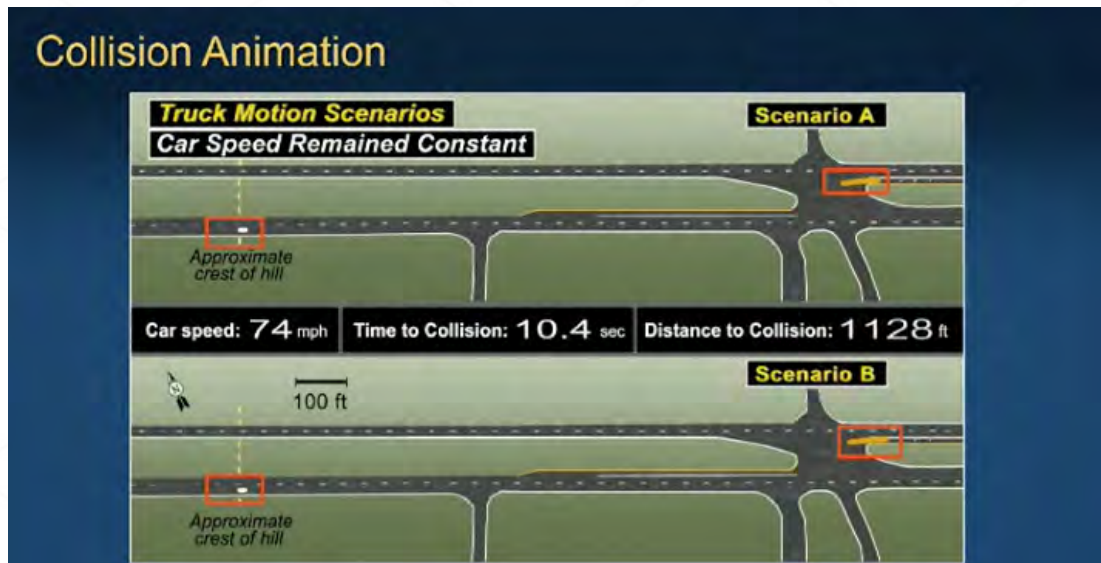 Collision Animation
Truck Motion Scenarios
Scenario A
Car Speed Remained Constant
Approximate
crest of hill
Car speed: 74 mph Time to Collision: 10.4 sec Distance to Collision: 1128 ft
Scenario B
N
100 ft
Approximate
crest of hill